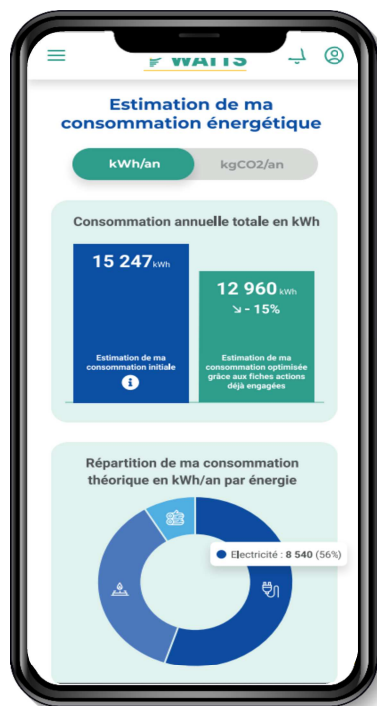 WATTS
Estimation de ma
consommation énergétique
kWh/an
kgCO2/an
Consommation annuelle totale en kWh
15 247 kWh
12 960 kWh
↘ - 15%
Estimation de ma
consommation initiale
i
Estimation de ma
consommation optimisée
grâce aux fiches actions
déjà engagées
Répartition de ma consommation
théorique en kWh/an par énergie
Electricité : 8 540 (56%)